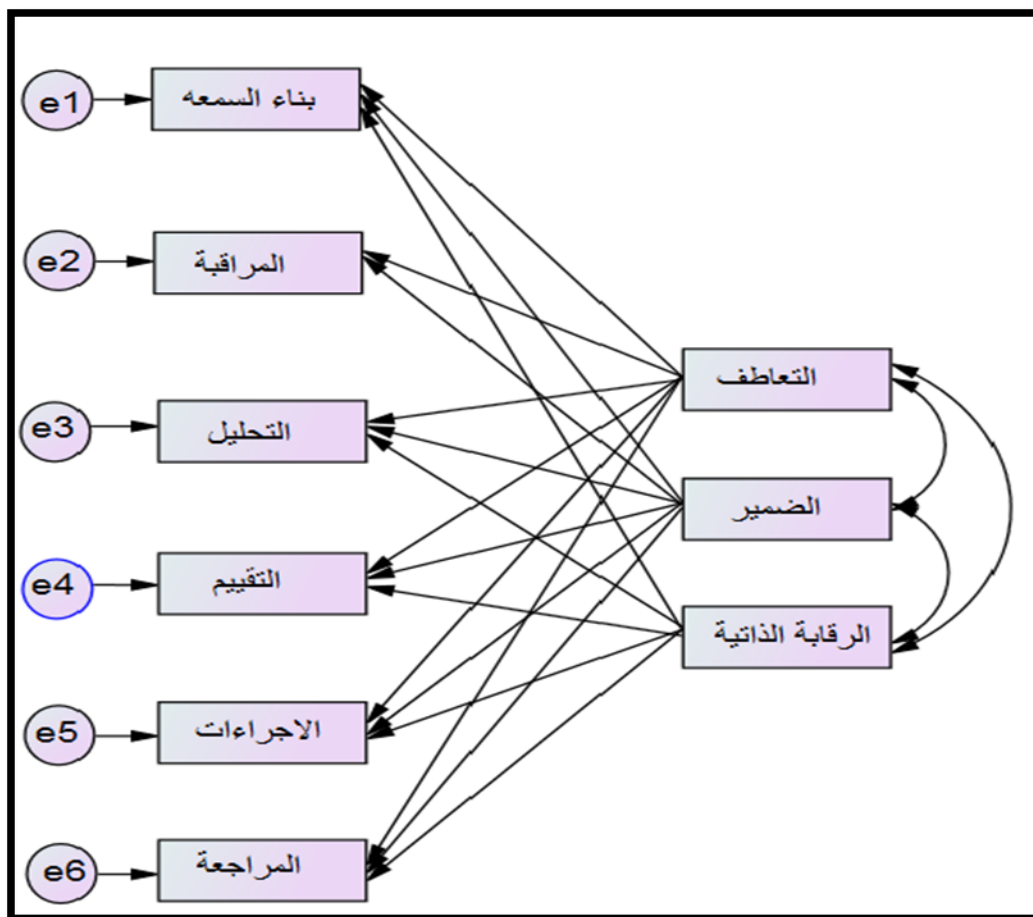 e1
بناء السمعه
e2
المراقبة
e3
التحليل
e4
التقييم
e5
الاجراءات
e6
المراجعة
التعاطف
الضمير
الرقابة الذاتية